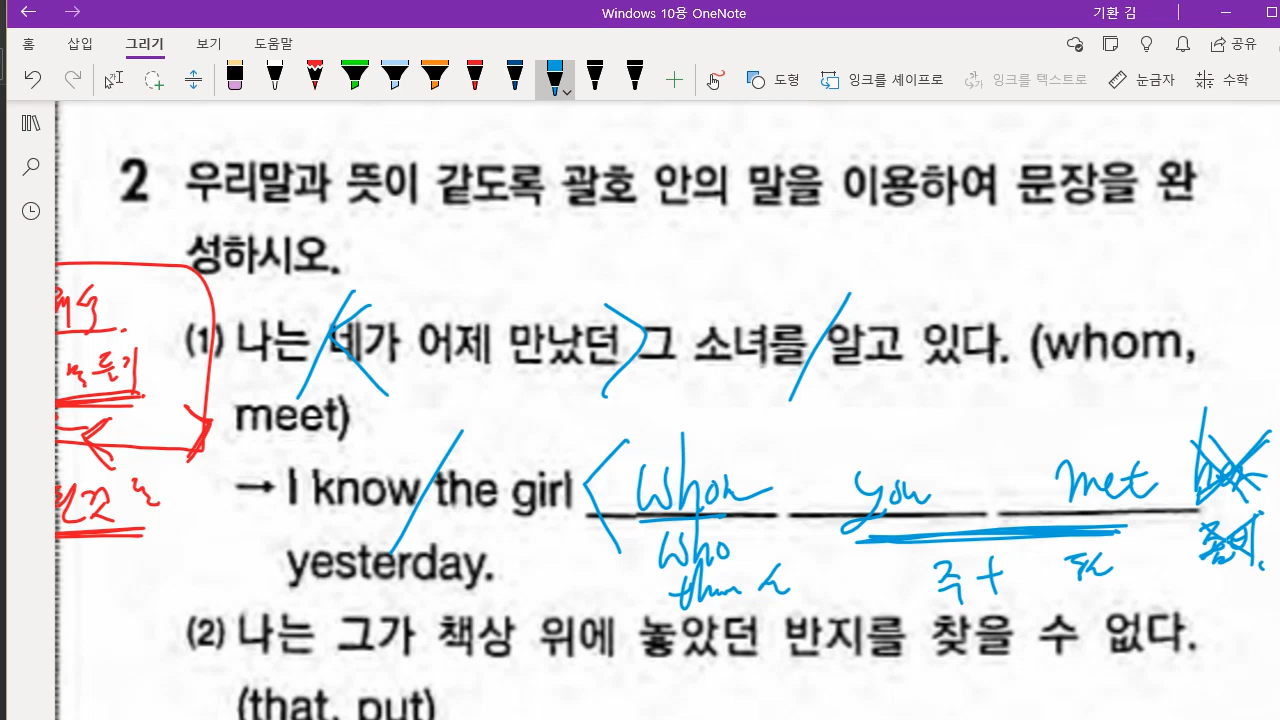 Windows 10용 OneNote
기환 김
홈 삽입 그리기 보기 도움말
공유
도형 잉크를 셰이프로 잉크를 텍스트로 눈금자 수학
2 우리말과 뜻이 같도록 괄호 안의 말을 이용하여 문장을 완
성하시오.
(1) 나는 네가 어제 만났던 그 소녀를 알고 있다. (whom,
meet)
→ I know the girl whom you met
who
주+
yesterday.
(2) 나는 그가 책상 위에 놓았던 반지를 찾을 수 없다.
(that, put)